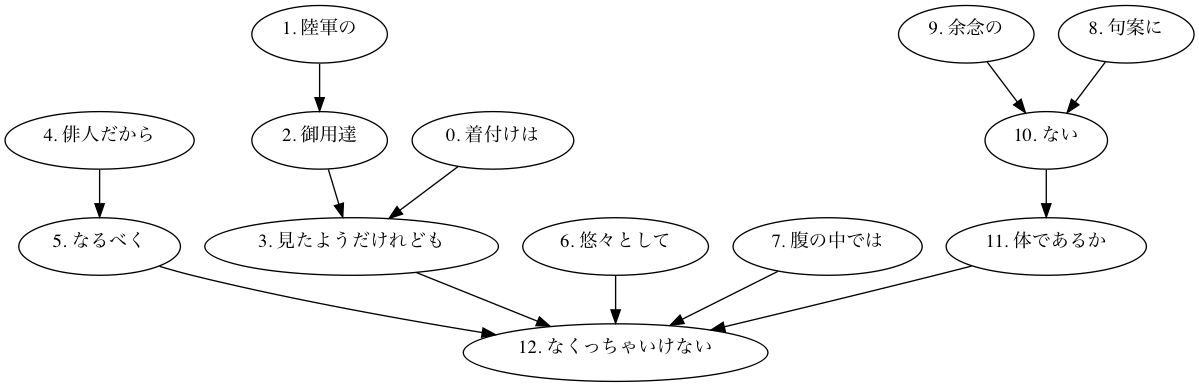 1. 陸軍の
9. 余念の
8. 句案に
4. 俳人だから
2. 御用達
0. 着付けは
10. ない
5. なるべく
3. 見たようだけれども
6. 悠々として
7. 腹の中では
11. 体であるか
12. なくっちゃいけない